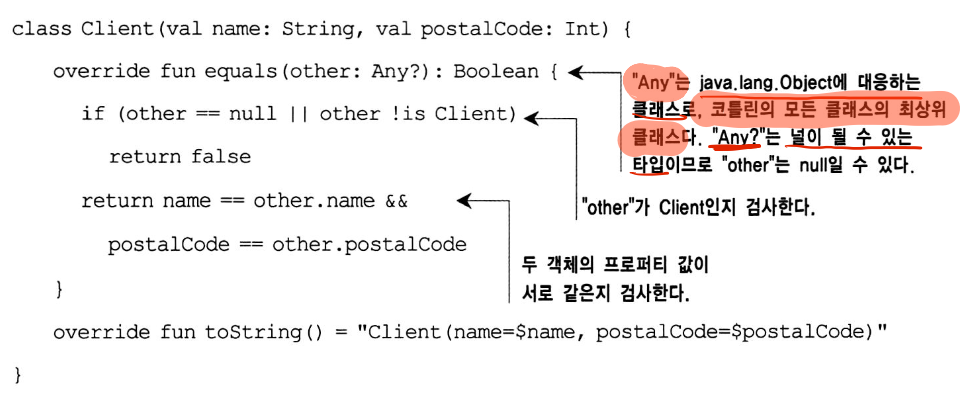 class Client(val name: String, val postalCode: Int) {
override fun equals(other: Any?): Boolean {
"Any"는 java.lang.Object에 대응하는
클래스로, 코틀린의 모든 클래스의 최상위
클래스다. "Any?"는 널이 될 수 있는
타입이므로 "other"는 null일 수 있다.
if (other == null || other !is Client)
return false
"other"가 Client인지 검사한다.
return name == other.name &&
postalCode == other.postalCode
두 객체의 프로퍼티 값이
서로 같은지 검사한다.
}
override fun toString() = "Client(name=$name, postalCode=$postalCode)"
}